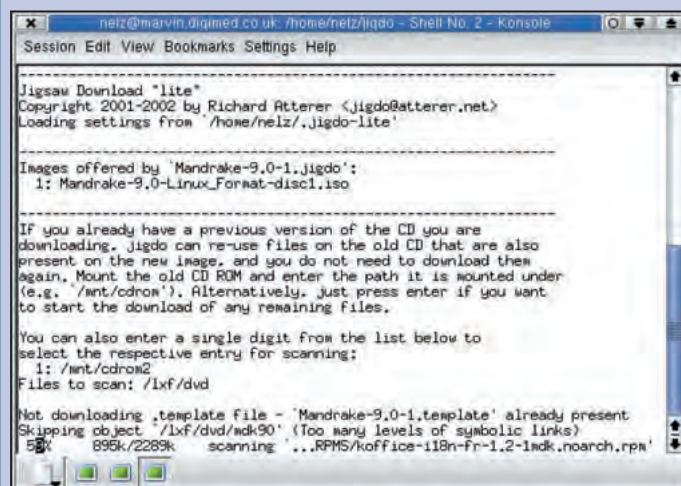 nelz@marvin.digimed.co.uk: /home/nelz/jigdo - Shell No. 2 - Konsole
Session Edit View Bookmarks Settings Help
------------------------------------------------------------------
Jigsaw Download "lite"
Copyright 2001-2002 by Richard Atterer <jigdo@atterer.net>
Loading settings from `/home/nelz/.jigdo-lite'
------------------------------------------------------------------
Images offered by `Mandrake-9.0-1.jigdo':
1: Mandrake-9.0-Linux_Format-disc1.iso
------------------------------------------------------------------
If you already have a previous version of the CD you are
downloading, jigdo can re-use files on the old CD that are also
present on the new image, and you do not need to download them
again. Mount the old CD ROM and enter the path it is mounted under
(e.g. `/mnt/cdrom'). Alternatively, just press enter if you want
to start the download of any remaining files.
You can also enter a single digit from the list below to
select the respective entry for scanning:
1: /mnt/cdrom2
Files to scan: /lxf/dvd
Not downloading .template file - `Mandrake-9.0-1.template' already present
Skipping object `/lxf/dvd/mdk90' (Too many levels of symbolic links)
895k/2289k scanning `...RPMS/koffice-i18n-fr-1.2-1mdk.noarch.rpm'